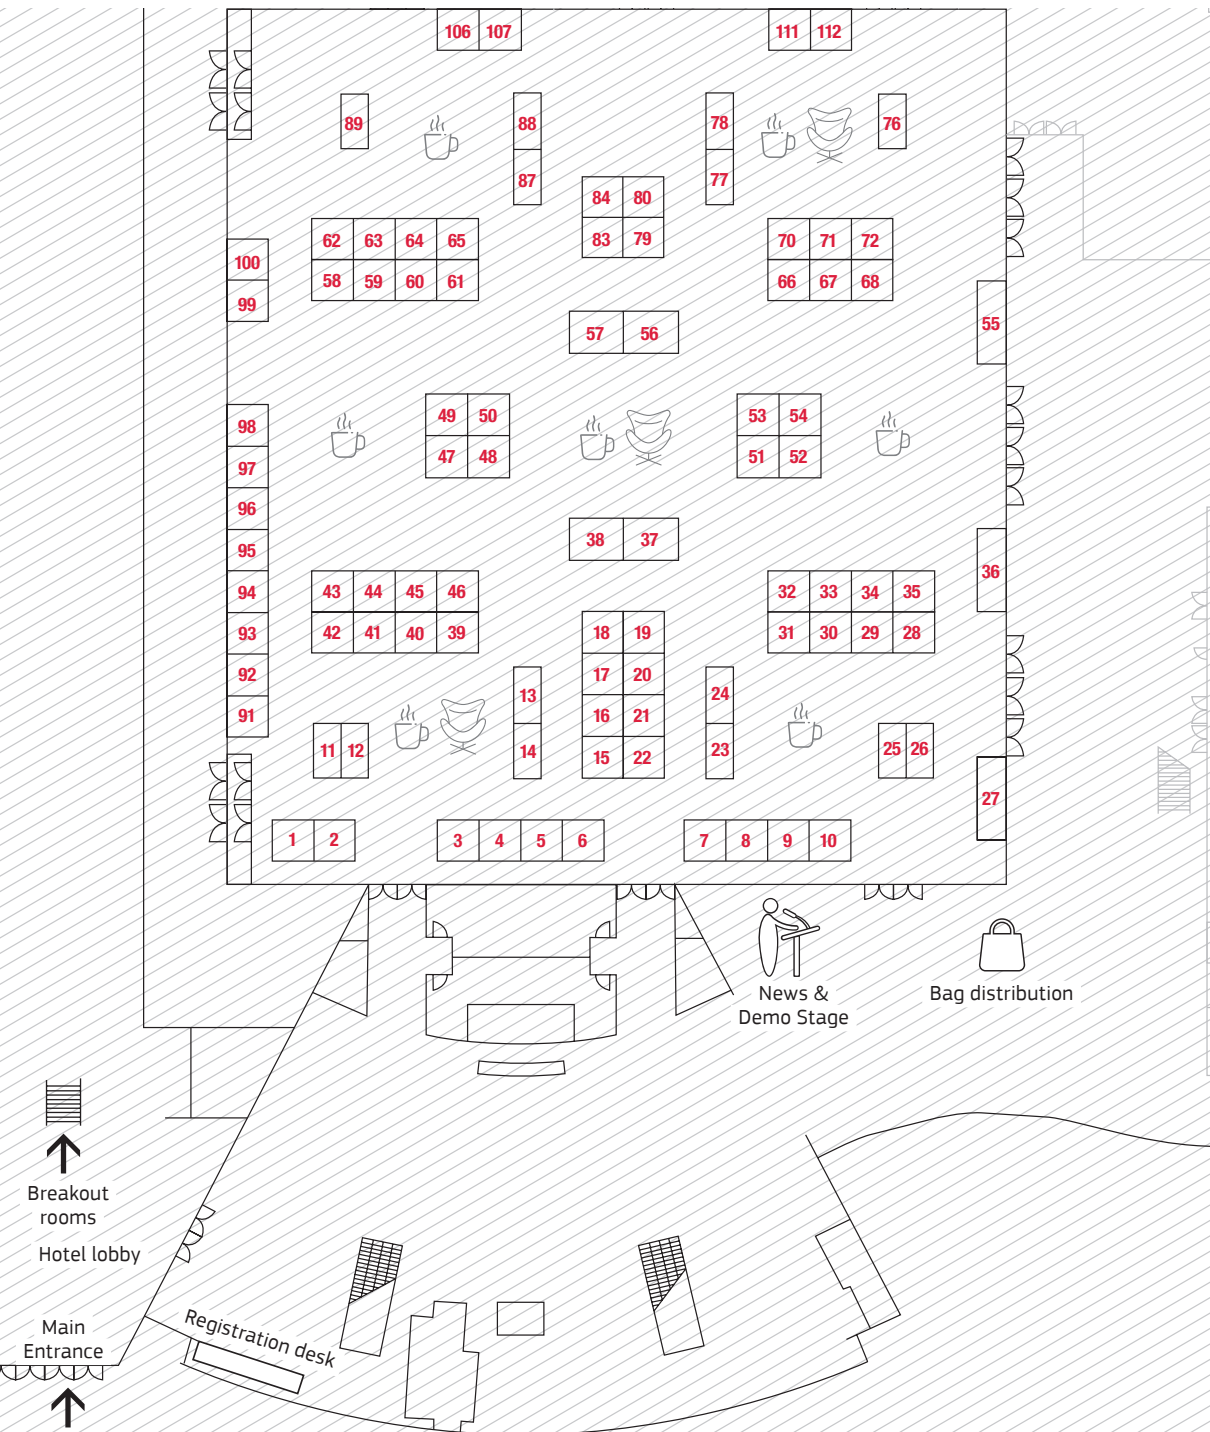 106 107 111 112
89 88 78 76
87 77
84 80
83 79
62 63 64 65 70 71 72
100
58 59 60 61 66 67 68
99
57 56 55
49 50 53 54
98
47 48 51 52
97
96
38 37
95
36
43 44 45 46 32 33 34 35
94
42 41 40 39 18 19 31 30 29 28
93
92 17 20
13 24
91 16 21
11 12 14 15 22 23 25 26
27
1 2 3 4 5 6 7 8 9 10
News &
Demo Stage
Bag distribution
Breakout
rooms
Hotel lobby
Main
Entrance
Registration desk